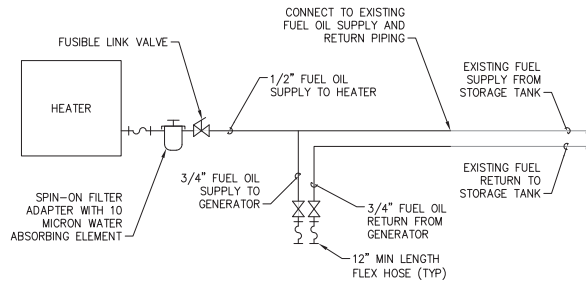 CONNECT TO EXISTING
FUEL OIL SUPPLY AND
RETURN PIPING
FUSIBLE LINK VALVE
1/2" FUEL OIL
SUPPLY TO HEATER
EXISTING FUEL
SUPPLY FROM
STORAGE TANK
HEATER
3/4" FUEL OIL
SUPPLY TO
GENERATOR
EXISTING FUEL
RETURN TO
STORAGE TANK
SPIN-ON FILTER
ADAPTER WITH 10
MICRON WATER
ABSORBING ELEMENT
3/4" FUEL OIL
RETURN FROM
GENERATOR
12" MIN LENGTH
FLEX HOSE (TYP)